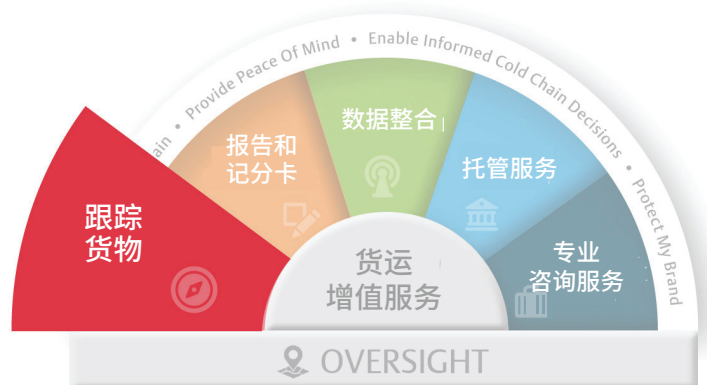 ain • Provide Peace Of Mind • Enable Informed Cold Chain Decisions • Protect My Brand
跟踪
货物
报告和
记分卡
数据整合
托管服务
专业
咨询服务
货运
增值服务
OVERSIGHT